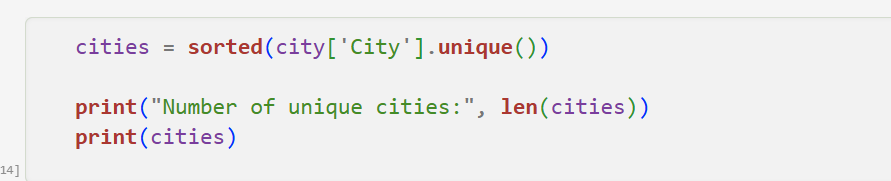 cities = sorted(city['City'].unique())
print("Number of unique cities:", len(cities))
print(cities)
14]